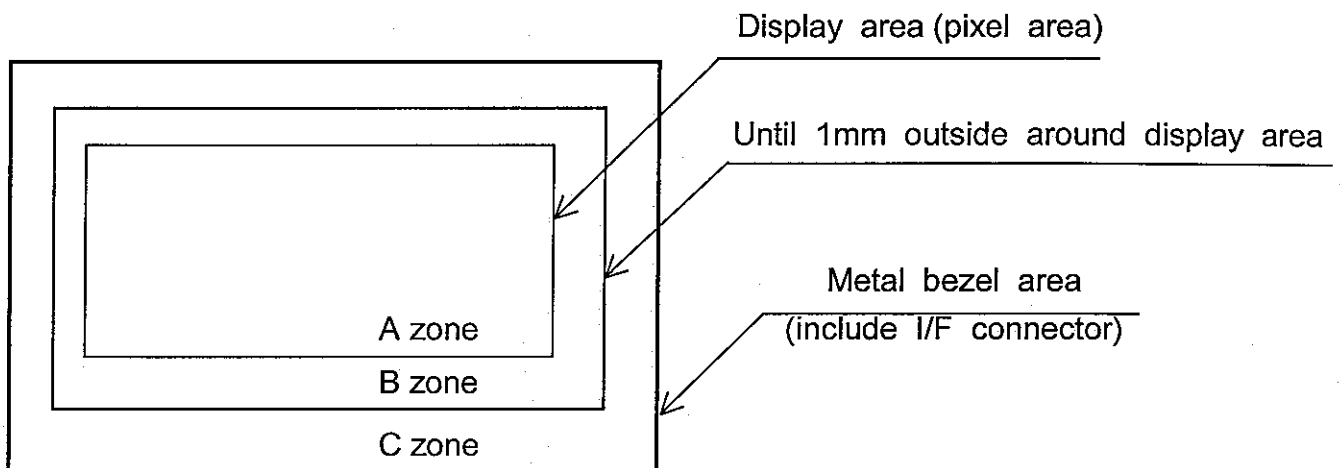 Display area (pixel area)
Until 1mm outside around display area
Metal bezel area
(include I/F connector)
A zone
B zone
C zone